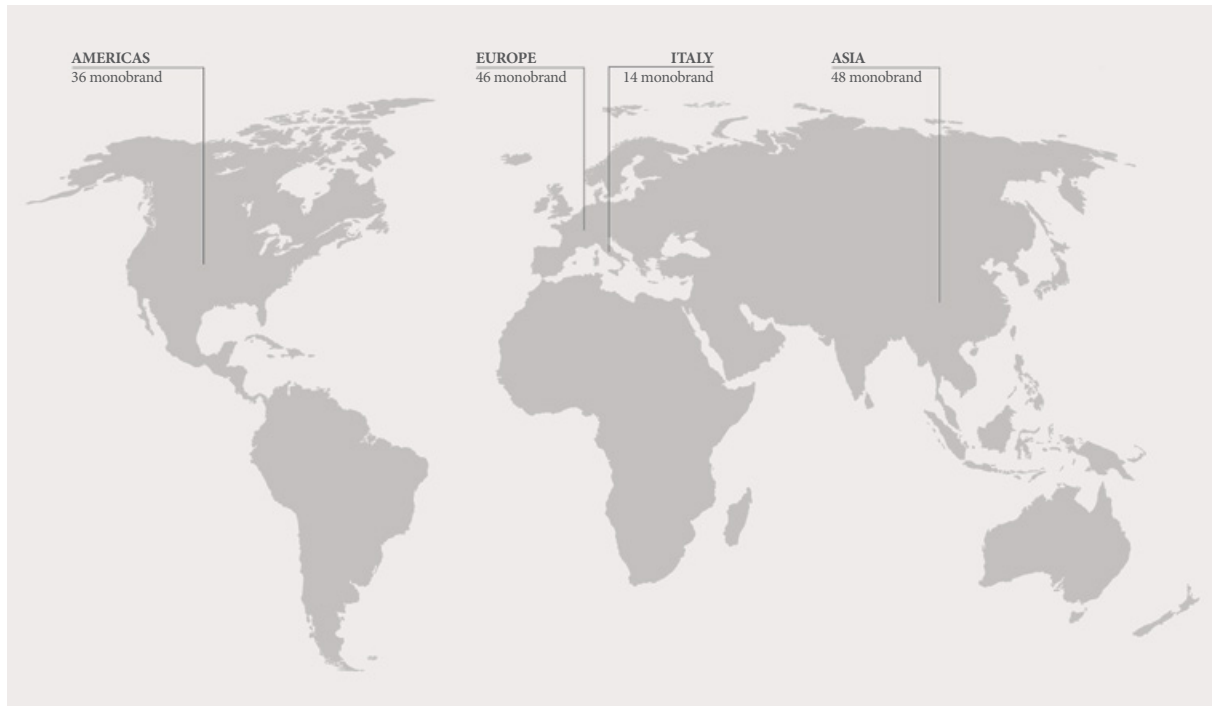 AMERICAS
36 monobrand
EUROPE
46 monobrand
ITALY
14 monobrand
ASIA
48 monobrand